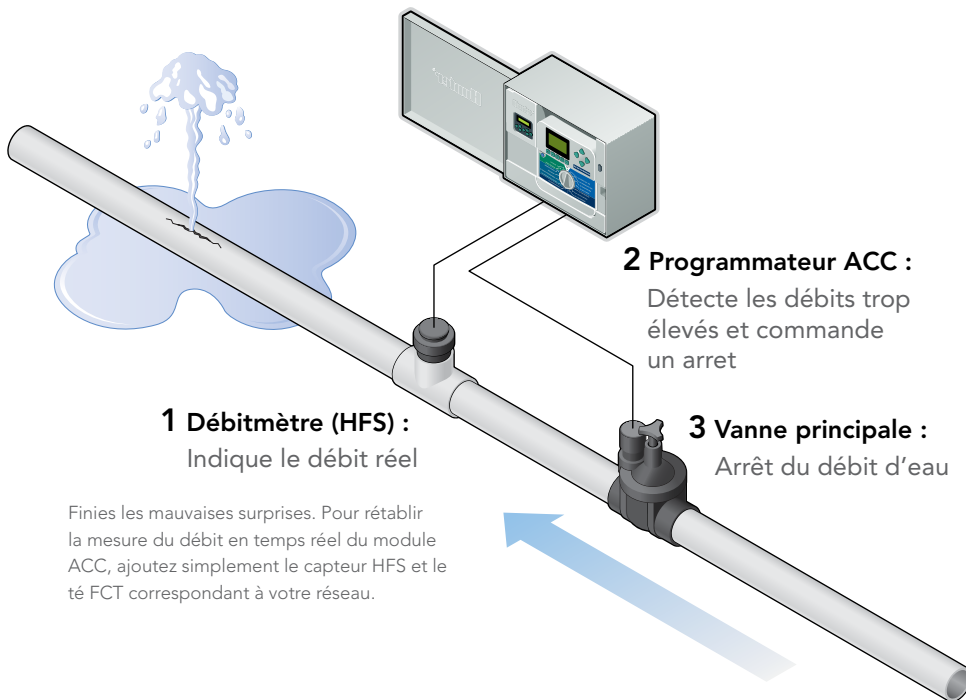 2 Programmateur ACC :
Détecte les débits trop
élevés et commande
un arret
1 Débitmètre (HFS) :
Indique le débit réel
3 Vanne principale :
Arrêt du débit d’eau
Finies les mauvaises surprises. Pour rétablir
la mesure du débit en temps réel du module
ACC, ajoutez simplement le capteur HFS et le
té FCT correspondant à votre réseau.